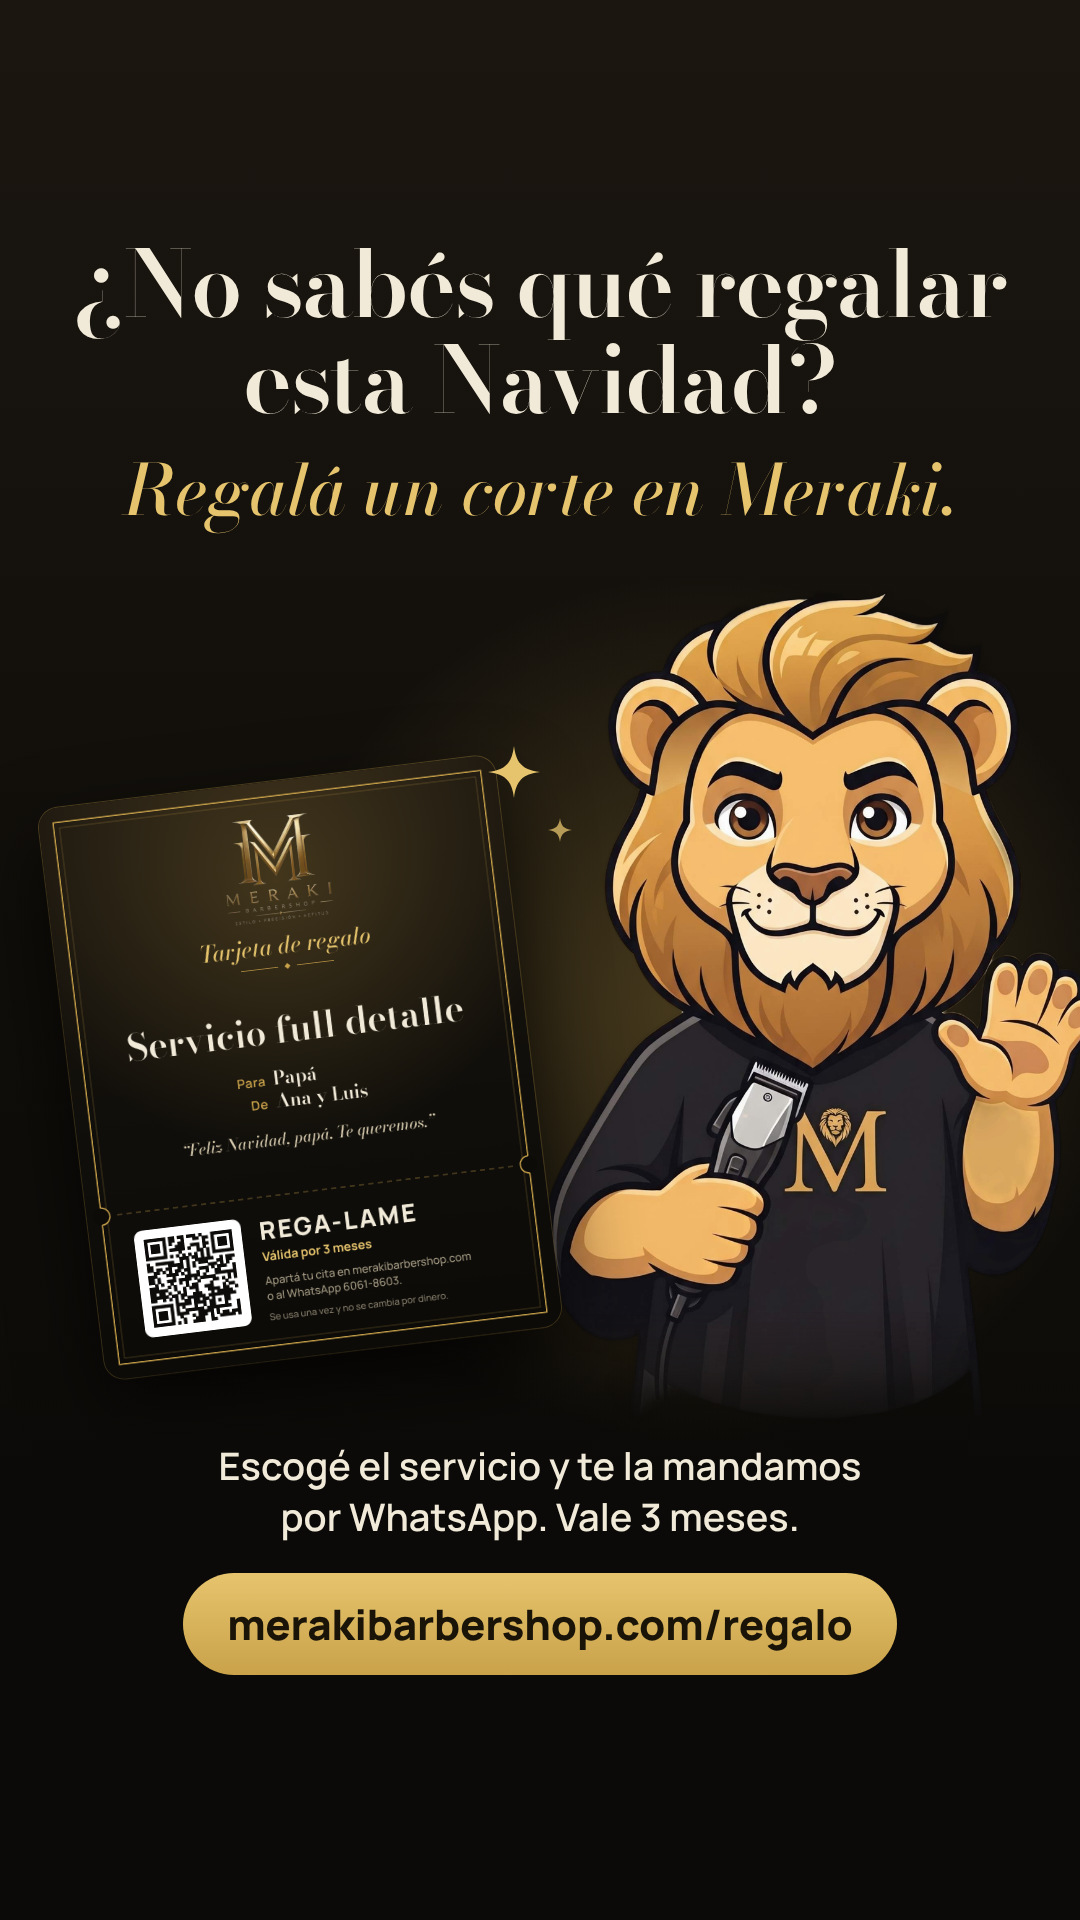 ¿No sabés qué regalar
esta Navidad?
Regalá un corte en Meraki.
M
MERAKI
BARBERSHOP
Tarjeta de regalo
Servicio full detalle
Para Papá
De Ana y Luis
“Feliz Navidad, papá. Te queremos.”
REGA-LAME
Válida por 3 meses
Apartá tu cita en merakibarbershop.com
o al WhatsApp 6061-8603.
Se usa una vez y no se cambia por dinero.
M
Escogé el servicio y te la mandamos
por WhatsApp. Vale 3 meses.
merakibarbershop.com/regalo